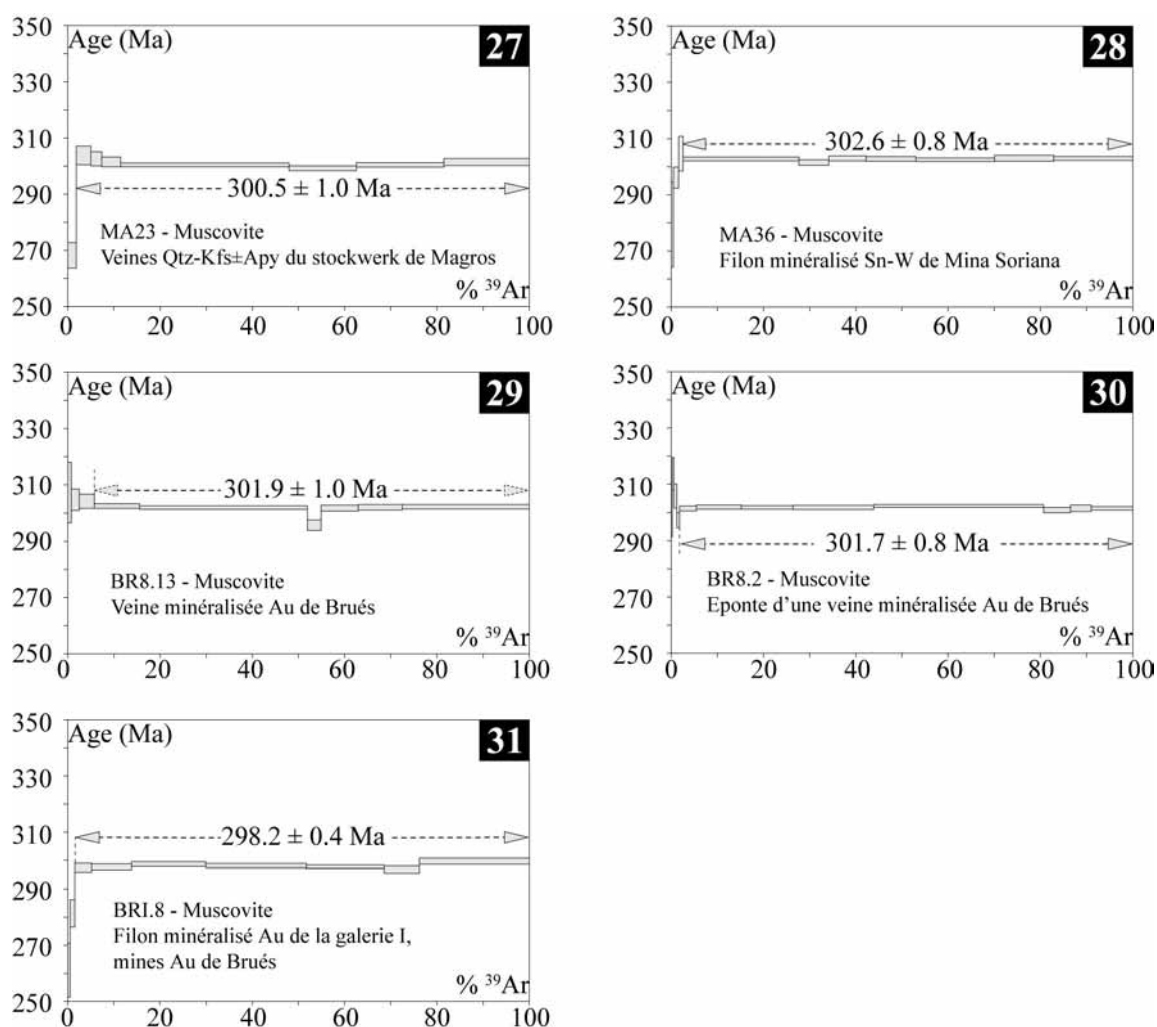 350
Age (Ma)
27
330
310
290
300.5 ± 1.0 Ma
270
MA23 - Muscovite
Veines Qtz-Kfs±Apy du stockwerk de Magros
% ³⁹Ar
250
0 20 40 60 80 100
350
Age (Ma)
28
330
310
302.6 ± 0.8 Ma
290
270
MA36 - Muscovite
Filon minéralisé Sn-W de Mina Soriana
% ³⁹Ar
250
0 20 40 60 80 100
350
Age (Ma)
29
330
310
301.9 ± 1.0 Ma
290
270
BR8.13 - Muscovite
Veine minéralisée Au de Brués
% ³⁹Ar
250
0 20 40 60 80 100
350
Age (Ma)
30
330
310
290
301.7 ± 0.8 Ma
270
BR8.2 - Muscovite
Eponte d'une veine minéralisée Au de Brués
% ³⁹Ar
250
0 20 40 60 80 100
350
Age (Ma)
31
330
310
298.2 ± 0.4 Ma
290
270
BRI.8 - Muscovite
Filon minéralisé Au de la galerie I,
mines Au de Brués
% ³⁹Ar
250
0 20 40 60 80 100